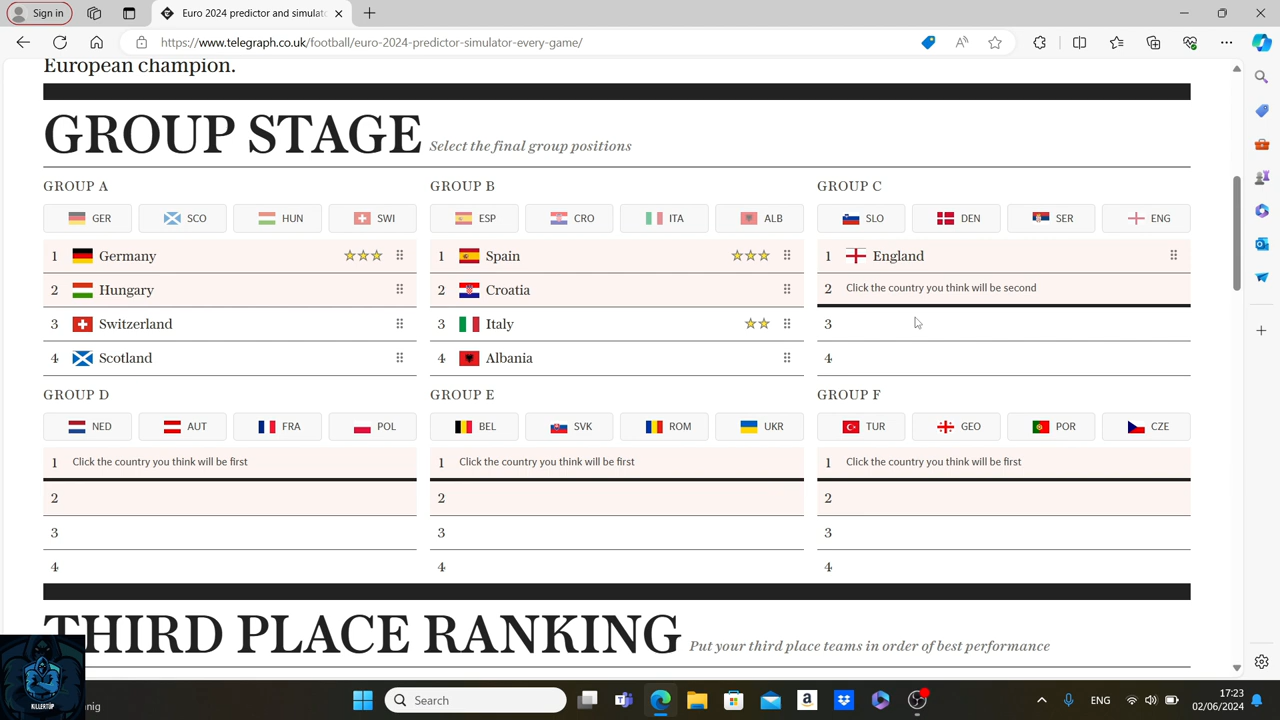 Sign in
Euro 2024 predictor and simulato
https://www.telegraph.co.uk/football/euro-2024-predictor-simulator-every-game/
European champion.
GROUP STAGE Select the final group positions
GROUP A
GER SCO HUN SWI
1 Germany
2 Hungary
3 Switzerland
4 Scotland
GROUP B
ESP CRO ITA ALB
1 Spain
2 Croatia
3 Italy
4 Albania
GROUP C
SLO DEN SER ENG
1 England
2 Click the country you think will be second
3
4
GROUP D
NED AUT FRA POL
1 Click the country you think will be first
2
3
4
GROUP E
BEL SVK ROM UKR
1 Click the country you think will be first
2
3
4
GROUP F
TUR GEO POR CZE
1 Click the country you think will be first
2
3
4
THIRD PLACE RANKING Put your third place teams in order of best performance
KILLERTÜP
Search
ENG
17:23
02/06/2024